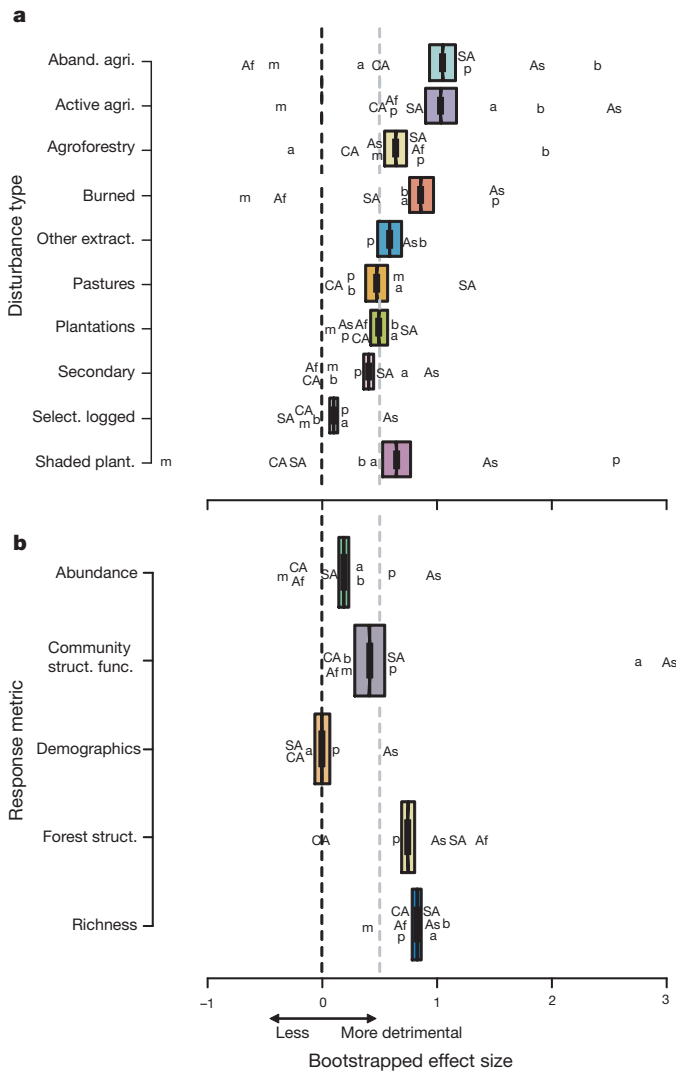 a
Disturbance type
Aband. agri.
Af m a CA SA p As b
Active agri.
m CA Af p SA a b As
Agroforestry
a CA As m SA Af p b
Burned
m Af SA b a As p
Other extract.
p As b
Pastures
CA p b m a SA
Plantations
m As p Af CA b a SA
Secondary
Af CA m b p SA a As
Select. logged
SA CA m b p a As
Shaded plant.
m CA SA b a As p
b
Response metric
Abundance
m CA Af SA a b p As
Community
struct. func.
CA Af b m SA p a As
Demographics
SA CA a p As
Forest struct.
CA p As SA Af
Richness
m CA Af p SA As a b
−1 0 1 2 3
Less More detrimental
Bootstrapped effect size